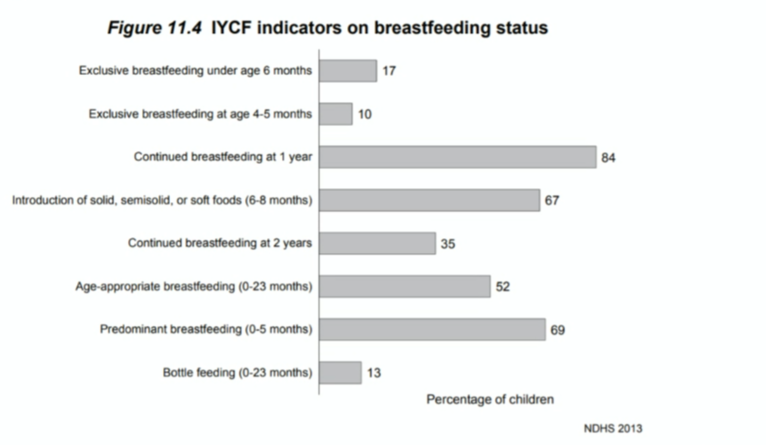 Figure 11.4 IYCF indicators on breastfeeding status
Exclusive breastfeeding under age 6 months 17
Exclusive breastfeeding at age 4-5 months 10
Continued breastfeeding at 1 year 84
Introduction of solid, semisolid, or soft foods (6-8 months) 67
Continued breastfeeding at 2 years 35
Age-appropriate breastfeeding (0-23 months) 52
Predominant breastfeeding (0-5 months) 69
Bottle feeding (0-23 months) 13
Percentage of children
NDHS 2013